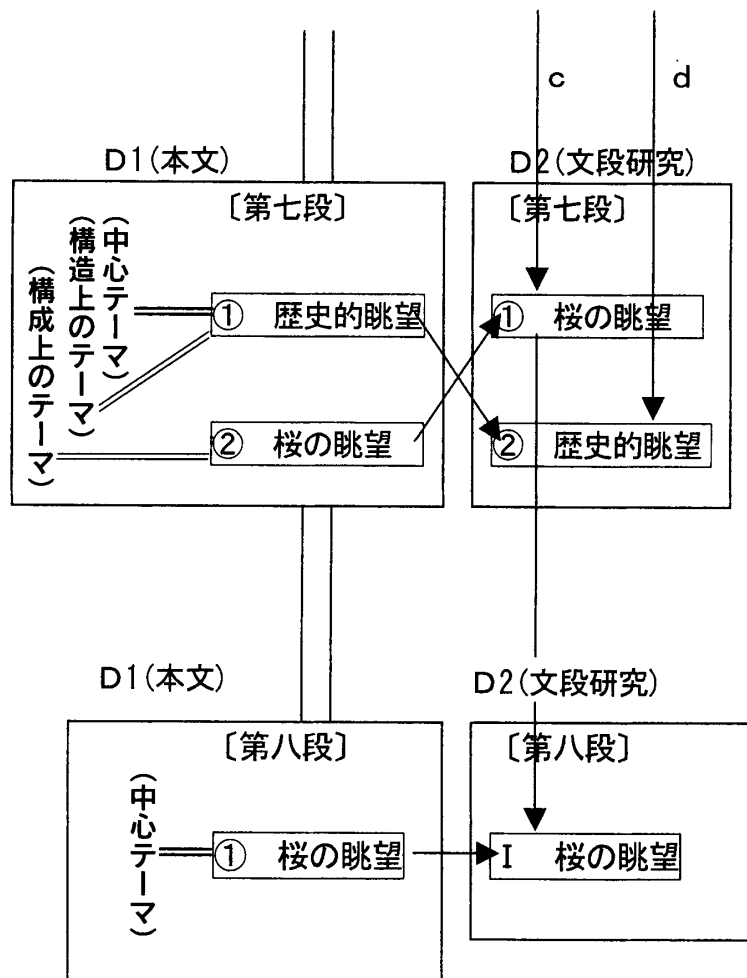 c
d
D1(本文)
D2(文段研究)
〔第七段〕
(中心テーマ)
(構造上のテーマ)
(構成上のテーマ)
① 歴史的眺望
② 桜の眺望
〔第七段〕
① 桜の眺望
② 歴史的眺望
D1(本文)
D2(文段研究)
〔第八段〕
(中心テーマ)
① 桜の眺望
〔第八段〕
I 桜の眺望